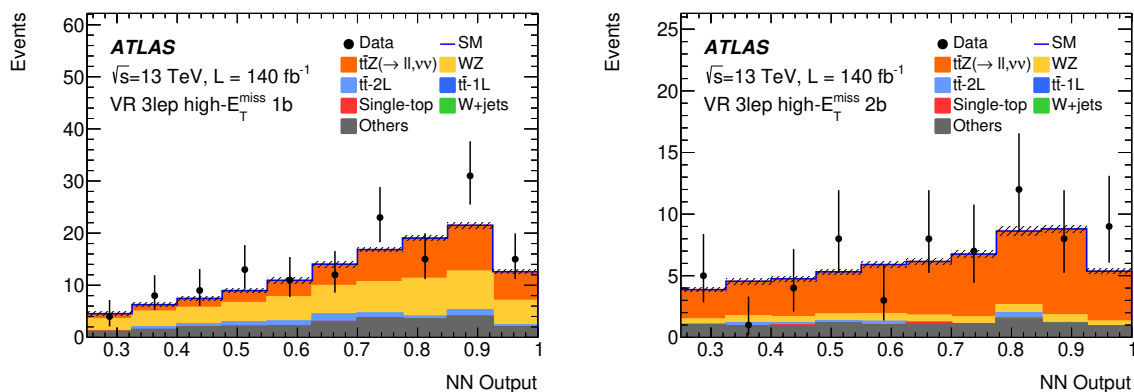 Events
60
50
40
30
20
10
0
ATLAS
√s=13 TeV, L = 140 fb⁻¹
VR 3lep high-E_T^miss 1b
Data SM
tt̄Z(→ ll,νν) WZ
tt̄-2L tt̄-1L
Single-top W+jets
Others
0.3 0.4 0.5 0.6 0.7 0.8 0.9 1
NN Output
Events
25
20
15
10
5
0
ATLAS
√s=13 TeV, L = 140 fb⁻¹
VR 3lep high-E_T^miss 2b
Data SM
tt̄Z(→ ll,νν) WZ
tt̄-2L tt̄-1L
Single-top W+jets
Others
0.3 0.4 0.5 0.6 0.7 0.8 0.9 1
NN Output